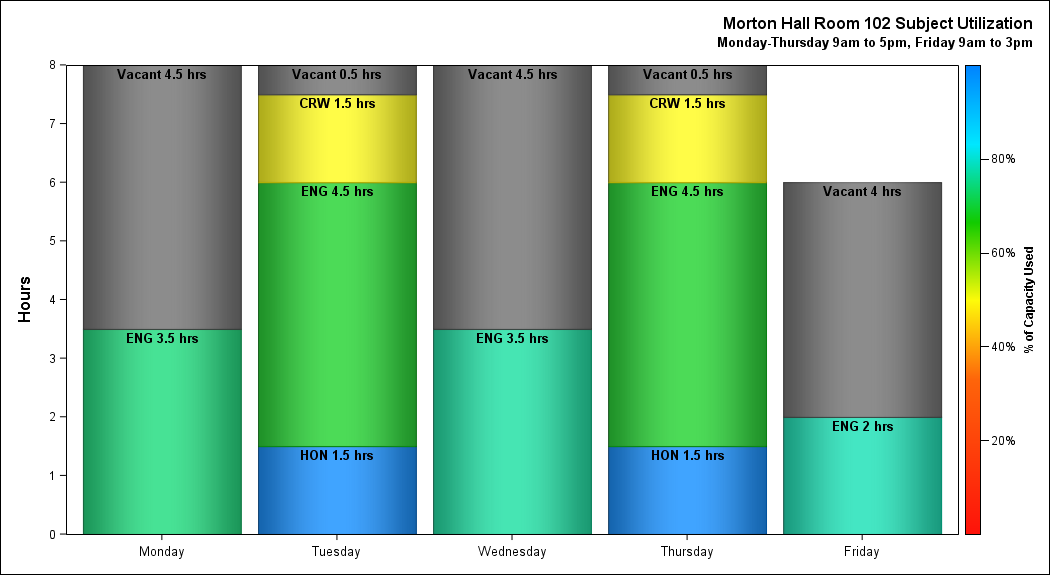 Morton Hall Room 102 Subject Utilization
Monday-Thursday 9am to 5pm, Friday 9am to 3pm
Hours
8
7
6
5
4
3
2
1
0
Vacant 4.5 hrs
ENG 3.5 hrs
Vacant 0.5 hrs
CRW 1.5 hrs
ENG 4.5 hrs
HON 1.5 hrs
Vacant 4.5 hrs
ENG 3.5 hrs
Vacant 0.5 hrs
CRW 1.5 hrs
ENG 4.5 hrs
HON 1.5 hrs
Vacant 4 hrs
ENG 2 hrs
Monday
Tuesday
Wednesday
Thursday
Friday
80%
60%
40%
20%
% of Capacity Used